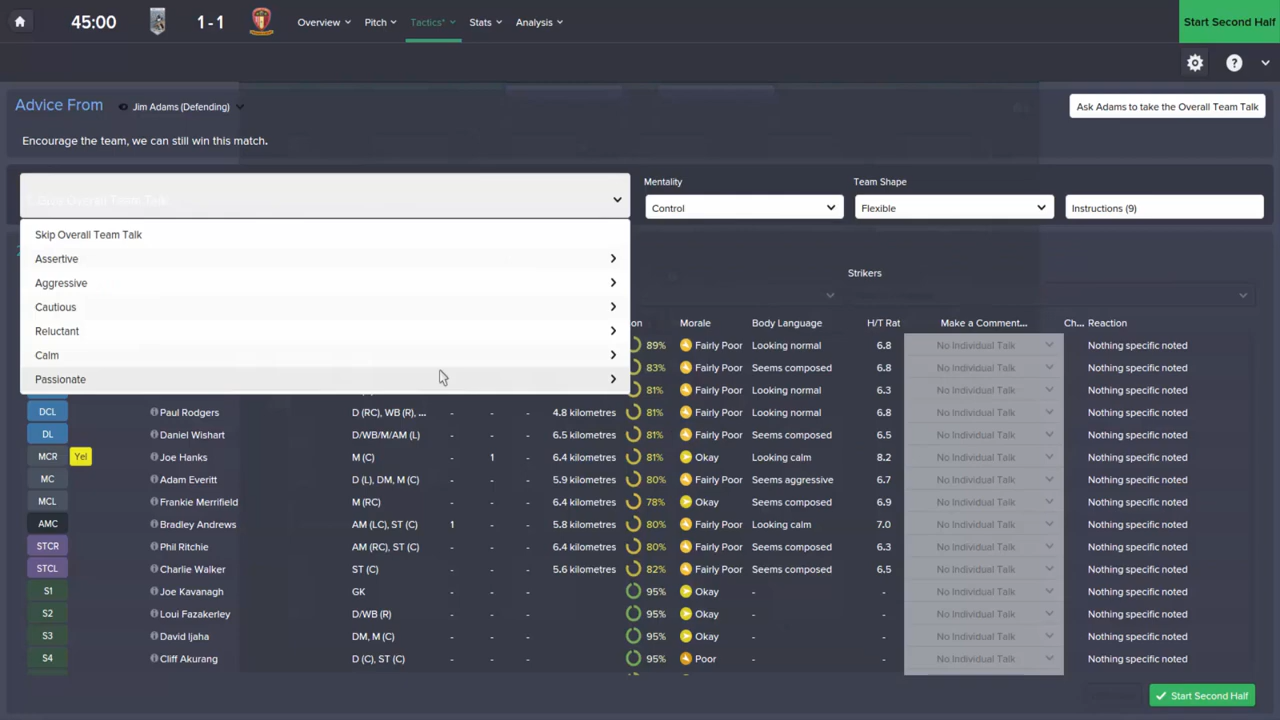 45:00 1 - 1 Overview Pitch Tactics* Stats Analysis Start Second Half
?
Advice From Jim Adams (Defending) Ask Adams to take the Overall Team Talk
Encourage the team, we can still win this match.
Mentality Team Shape
Control Flexible Instructions (9)
Skip Overall Team Talk
Assertive
Aggressive
Cautious
Reluctant
Calm
Passionate
Strikers
on Morale Body Language H/T Rat Make a Comment... Ch... Reaction
89% Fairly Poor Looking normal 6.8 No Individual Talk Nothing specific noted
83% Fairly Poor Looking normal 6.8 No Individual Talk Nothing specific noted
81% Fairly Poor Looking normal 6.3 No Individual Talk Nothing specific noted
DCL Paul Rodgers D (RC), WB (R), ... - - - 4.8 kilometres 81% Fairly Poor Looking normal 6.8 No Individual Talk Nothing specific noted
DL Daniel Wishart D/WB/M/AM (L) - - - 6.5 kilometres 81% Fairly Poor Seems composed 6.5 No Individual Talk Nothing specific noted
MCR Yel Joe Hanks M (C) - 1 - 6.4 kilometres 81% Okay Looking calm 8.2 No Individual Talk Nothing specific noted
MC Adam Everitt D (L), DM, M (C) - - - 5.9 kilometres 80% Fairly Poor Seems aggressive 6.7 No Individual Talk Nothing specific noted
MCL Frankie Merrifield M (RC) - - - 6.4 kilometres 78% Okay Seems composed 6.9 No Individual Talk Nothing specific noted
AMC Bradley Andrews AM (LC), ST (C) 1 - - 5.8 kilometres 80% Fairly Poor Looking calm 7.0 No Individual Talk Nothing specific noted
STCR Phil Ritchie AM (RC), ST (C) - - - 6.4 kilometres 80% Fairly Poor Seems composed 6.3 No Individual Talk Nothing specific noted
STCL Charlie Walker ST (C) - - - 5.6 kilometres 82% Fairly Poor Seems composed 6.5 No Individual Talk Nothing specific noted
S1 Joe Kavanagh GK - - - 95% Okay - - No Individual Talk Nothing specific noted
S2 Loui Fazakerley D/WB (R) - - - 95% Okay - - No Individual Talk Nothing specific noted
S3 David Ijaha DM, M (C) - - - 95% Okay - - No Individual Talk Nothing specific noted
S4 Cliff Akurang D (C), ST (C) - - - 95% Poor - - No Individual Talk Nothing specific noted
Start Second Half